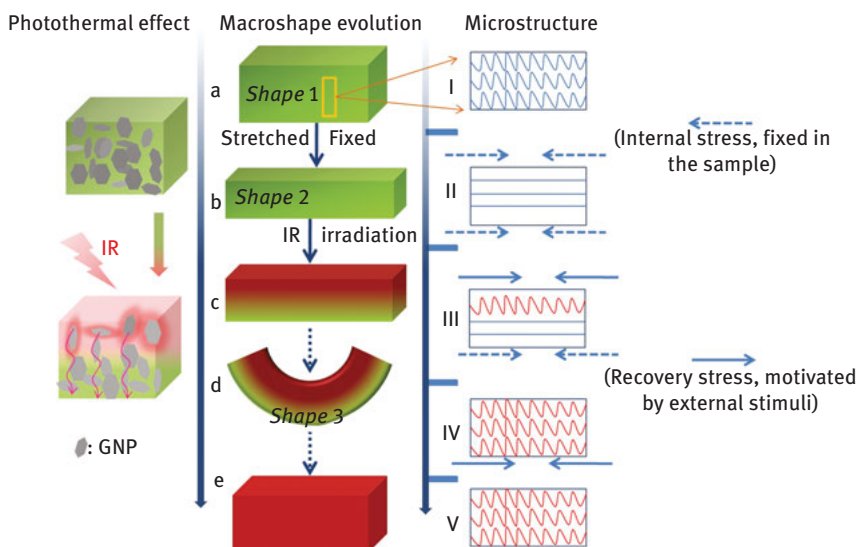 Photothermal effect
Macroshape evolution
Microstructure
a
Shape 1
I
Stretched Fixed
(Internal stress, fixed in
the sample)
b
Shape 2
II
IR
IR irradiation
c
III
d
Shape 3
(Recovery stress, motivated
by external stimuli)
: GNP
IV
e
V